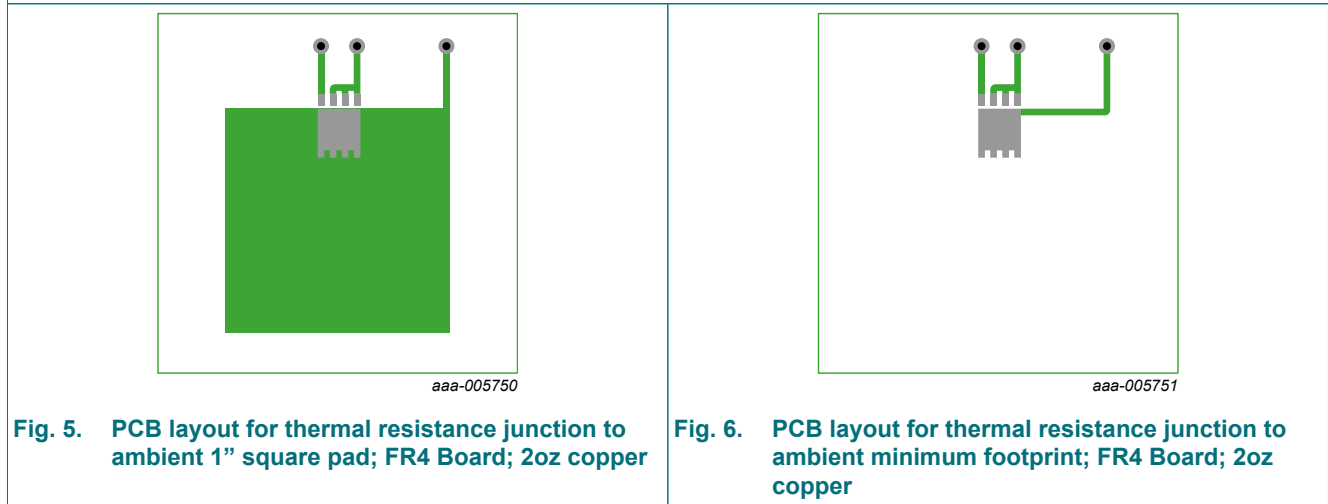 aaa-005750
Fig. 5. PCB layout for thermal resistance junction to
ambient 1” square pad; FR4 Board; 2oz copper
aaa-005751
Fig. 6. PCB layout for thermal resistance junction to
ambient minimum footprint; FR4 Board; 2oz
copper